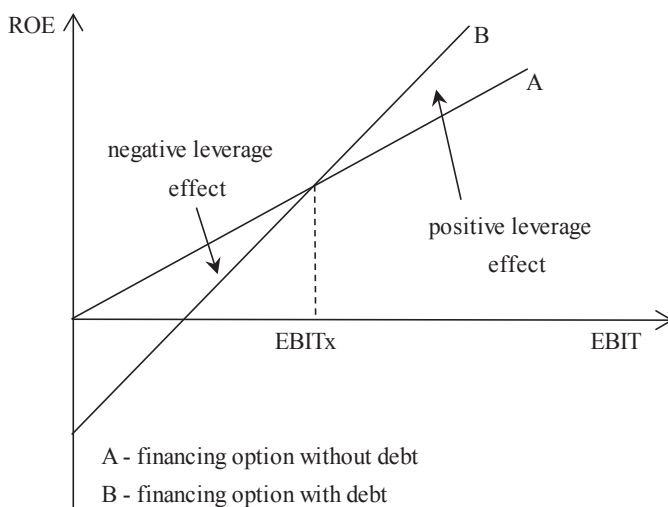 ROE
B
A
negative leverage
effect
positive leverage
effect
EBITx
EBIT
A - financing option without debt
B - financing option with debt